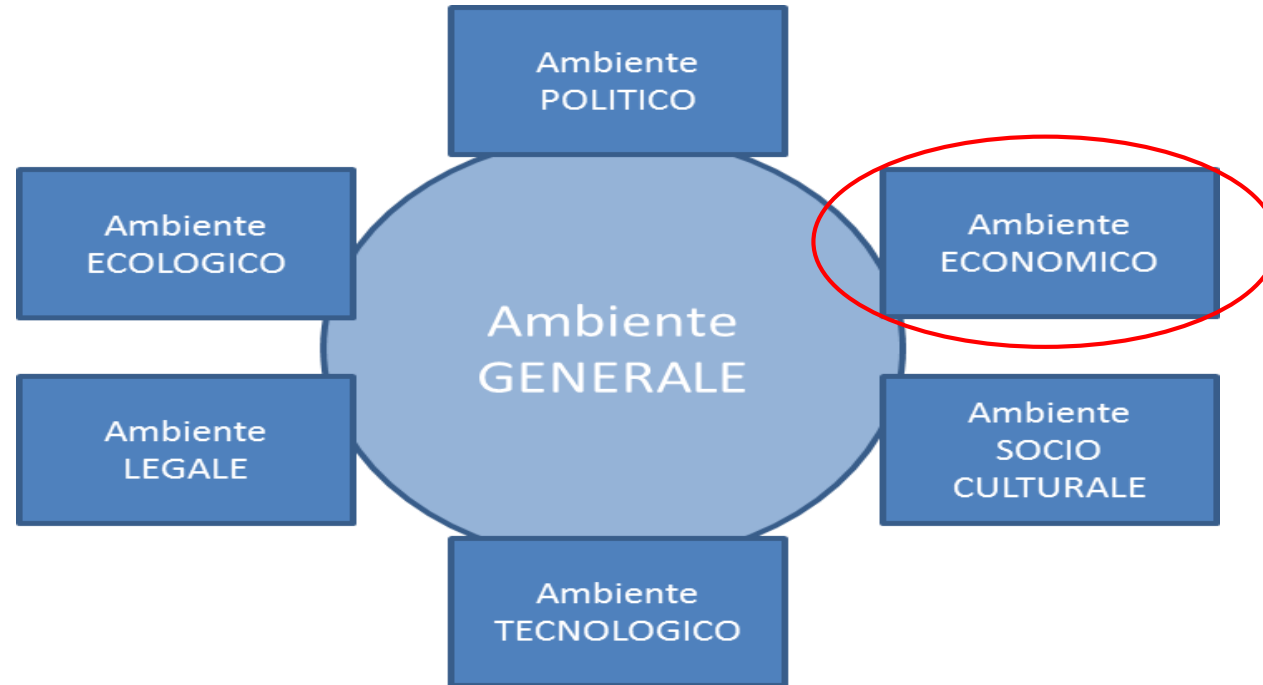 Ambiente
POLITICO
Ambiente
ECOLOGICO
Ambiente
ECONOMICO
Ambiente
GENERALE
Ambiente
LEGALE
Ambiente
SOCIO
CULTURALE
Ambiente
TECNOLOGICO